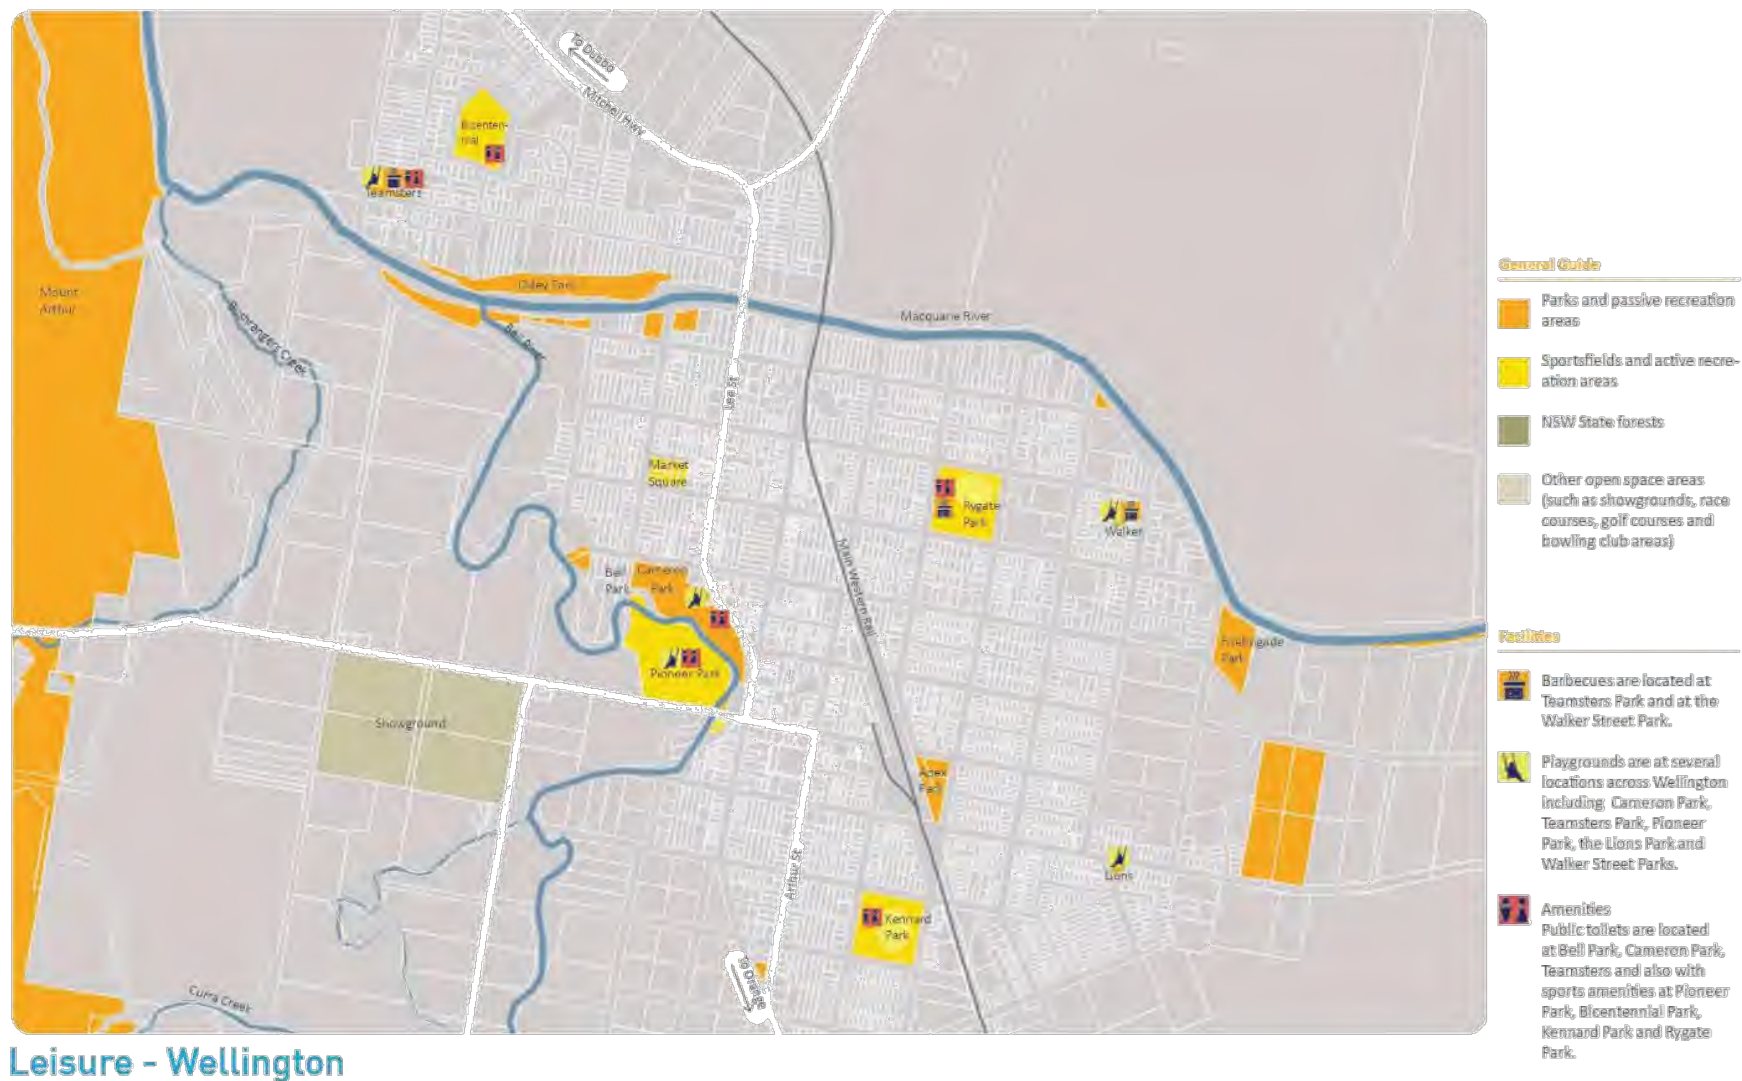 To Dubbo
Mitchell Hwy
Bicenten-
nial
Teamsters
Mount
Arthur
Oxley Park
Bushrangers Creek
Bell River
Macquarie River
Lee St
Market
Square
Rygate
Park
Walker
Main Western Rail
Bell
Park
Cameron
Park
Pioneer Park
Park
Showground
Apex
Park
Arthur St
Lions
Kennard
Park
To Orange
Curra Creek
Leisure - Wellington
General Guide
Parks and passive recreation
areas
Sportsfields and active recre-
ation areas
NSW State forests
Other open space areas
(such as showgrounds, race
courses, golf courses and
bowling club areas)
Facilities
Barbecues are located at
Teamsters Park and at the
Walker Street Park.
Playgrounds are at several
locations across Wellington
including Cameron Park,
Teamsters Park, Pioneer
Park, the Lions Park and
Walker Street Parks.
Amenities
Public toilets are located
at Bell Park, Cameron Park,
Teamsters and also with
sports amenities at Pioneer
Park, Bicentennial Park,
Kennard Park and Rygate
Park.